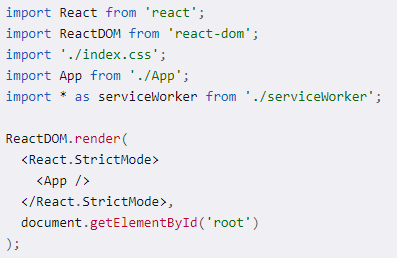 import React from 'react';
import ReactDOM from 'react-dom';
import './index.css';
import App from './App';
import * as serviceWorker from './serviceWorker';

ReactDOM.render(
  <React.StrictMode>
    <App />
  </React.StrictMode>,
  document.getElementById('root')
);